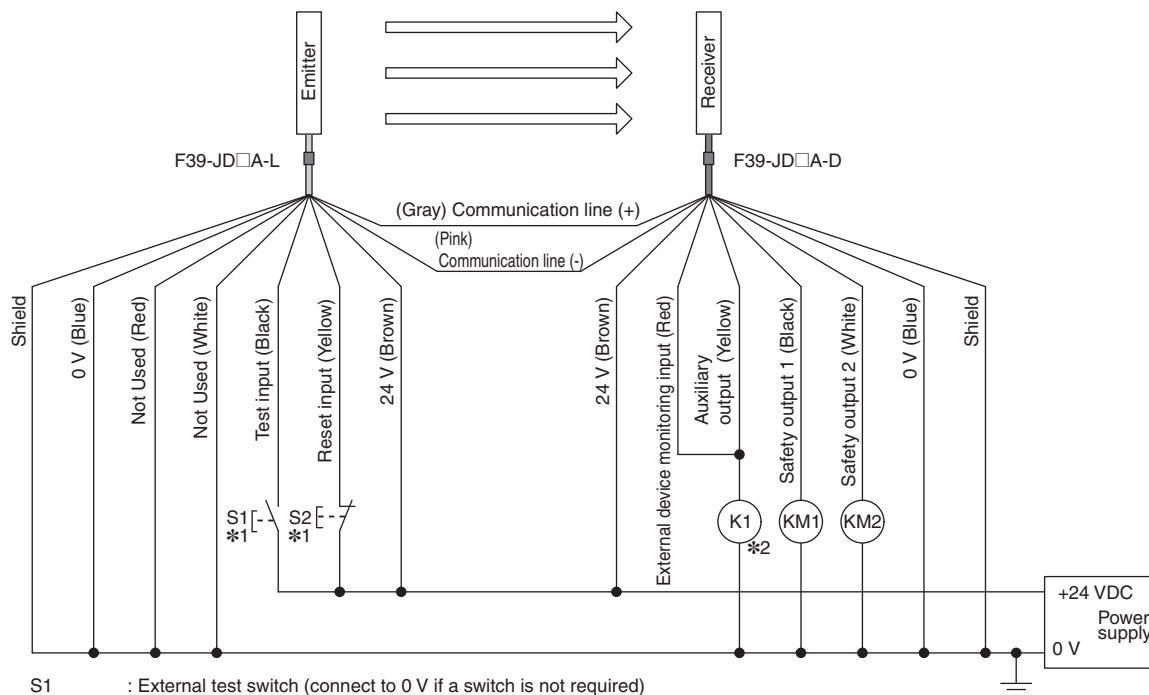 Emitter
Receiver
F39-JD□A-L
F39-JD□A-D
(Gray) Communication line (+)
(Pink)
Communication line (-)
Shield
0 V (Blue)
Not Used (Red)
Not Used (White)
Test input (Black)
Reset input (Yellow)
24 V (Brown)
24 V (Brown)
External device monitoring input (Red)
Auxiliary
output (Yellow)
Safety output 1 (Black)
Safety output 2 (White)
0 V (Blue)
Shield
S1
*1
S2
*1
K1
*2
KM1
KM2
+24 VDC
Power
supply
0 V
S1 : External test switch (connect to 0 V if a switch is not required)